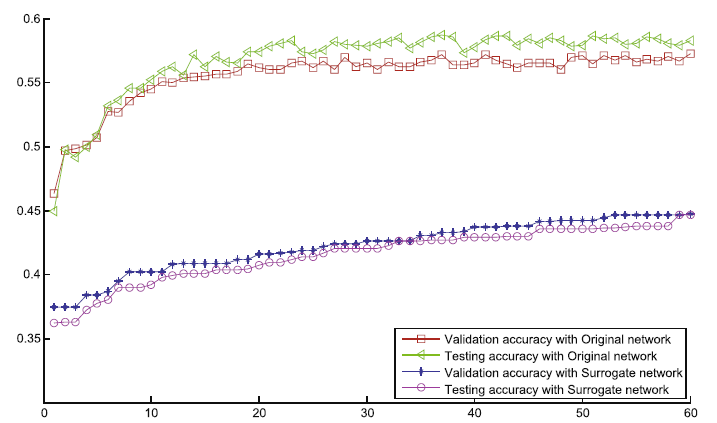 0.6
0.55
0.5
0.45
0.4
0.35
0 10 20 30 40 50 60
Validation accuracy with Original network
Testing accuracy with Original network
Validation accuracy with Surrogate network
Testing accuracy with Surrogate network